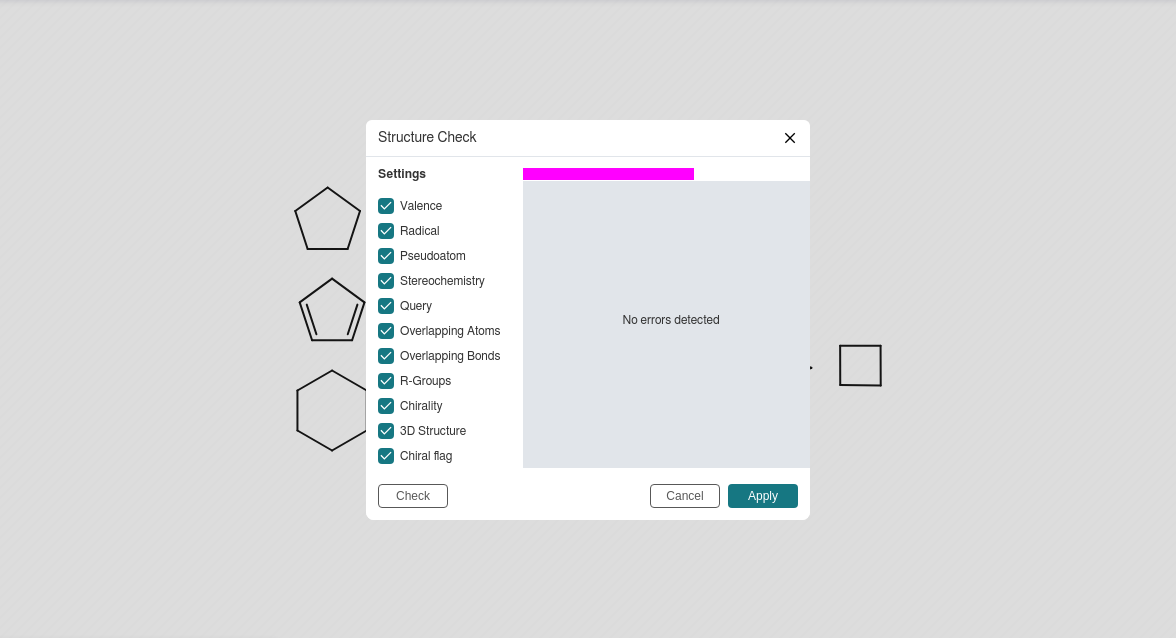 Structure Check
Settings
Valence
Radical
Pseudoatom
Stereochemistry
Query
Overlapping Atoms
Overlapping Bonds
R-Groups
Chirality
3D Structure
Chiral flag
No errors detected
Check
Cancel
Apply